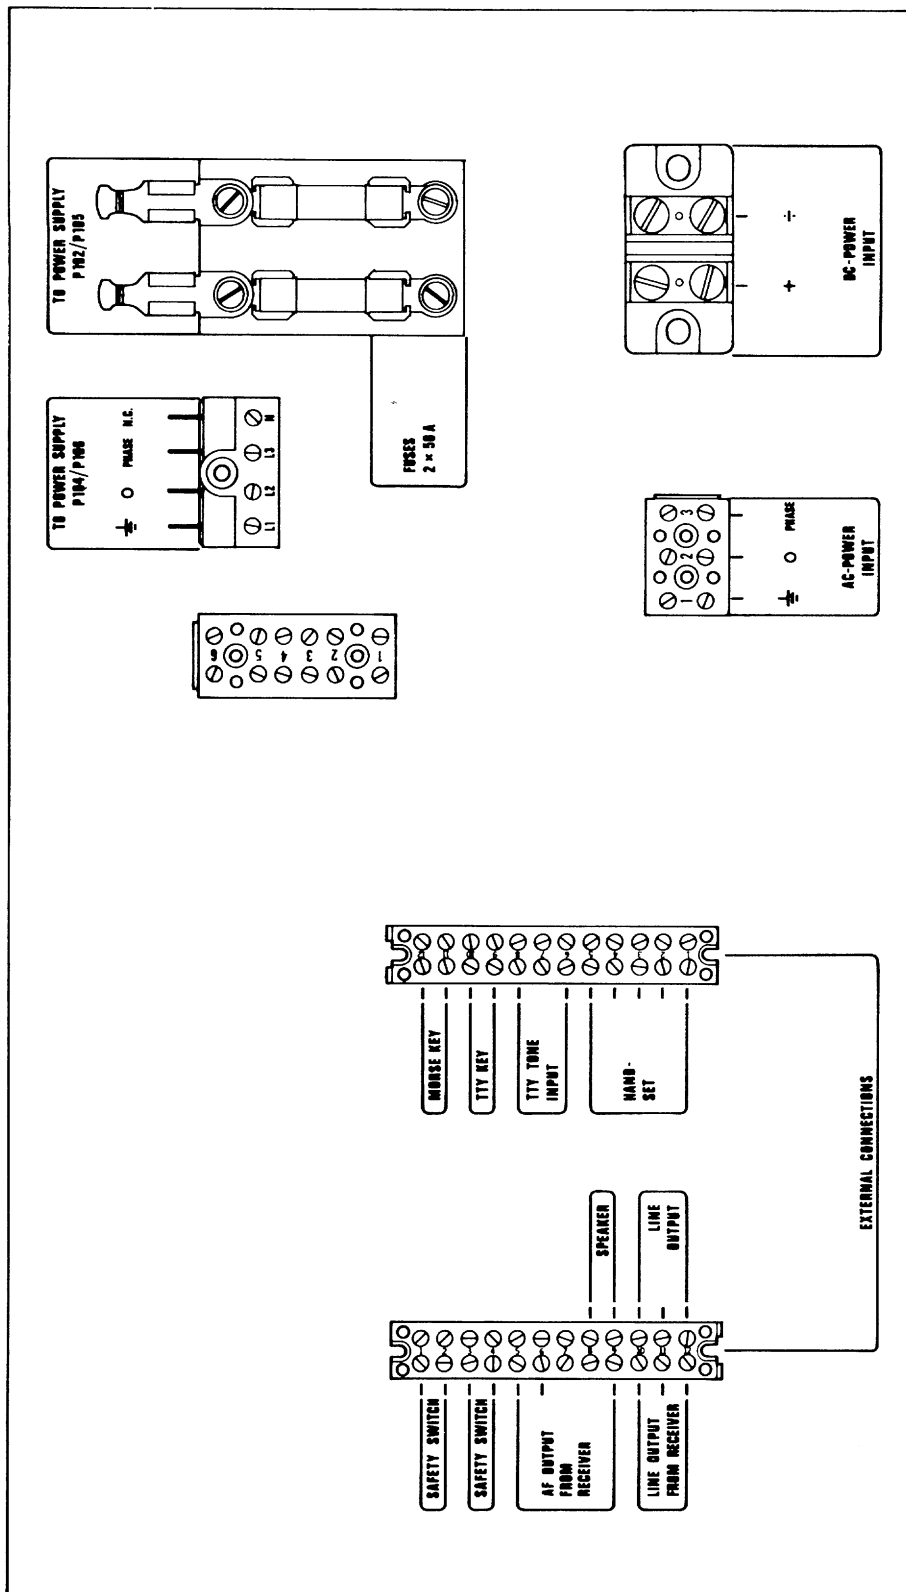 TO POWER SUPPLY
P102/P105
TO POWER SUPPLY
P104/P106
PHASE
N.C.
L1
L2
L3
N
FUSES
2 × 50 A
6
5
4
3
2
1
+
÷
DC-POWER
INPUT
1
2
3
PHASE
AC-POWER
INPUT
MORSE KEY
TTY KEY
TTY TONE
INPUT
HAND-
SET
SAFETY SWITCH
SAFETY SWITCH
AF OUTPUT
FROM
RECEIVER
LINE OUTPUT
FROM RECEIVER
SPEAKER
LINE
OUTPUT
EXTERNAL CONNECTIONS